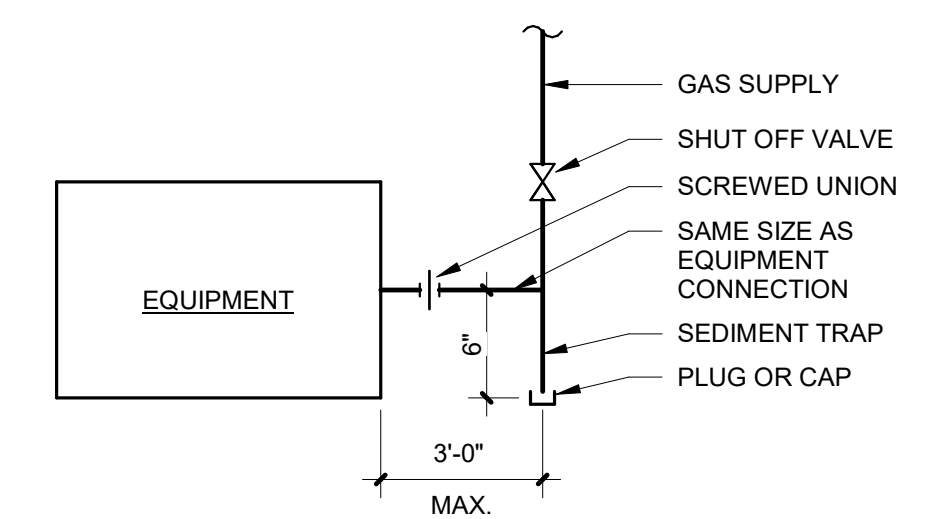 GAS SUPPLY
SHUT OFF VALVE
SCREWED UNION
SAME SIZE AS
EQUIPMENT
CONNECTION
SEDIMENT TRAP
PLUG OR CAP
EQUIPMENT
6"
3'-0"
MAX.